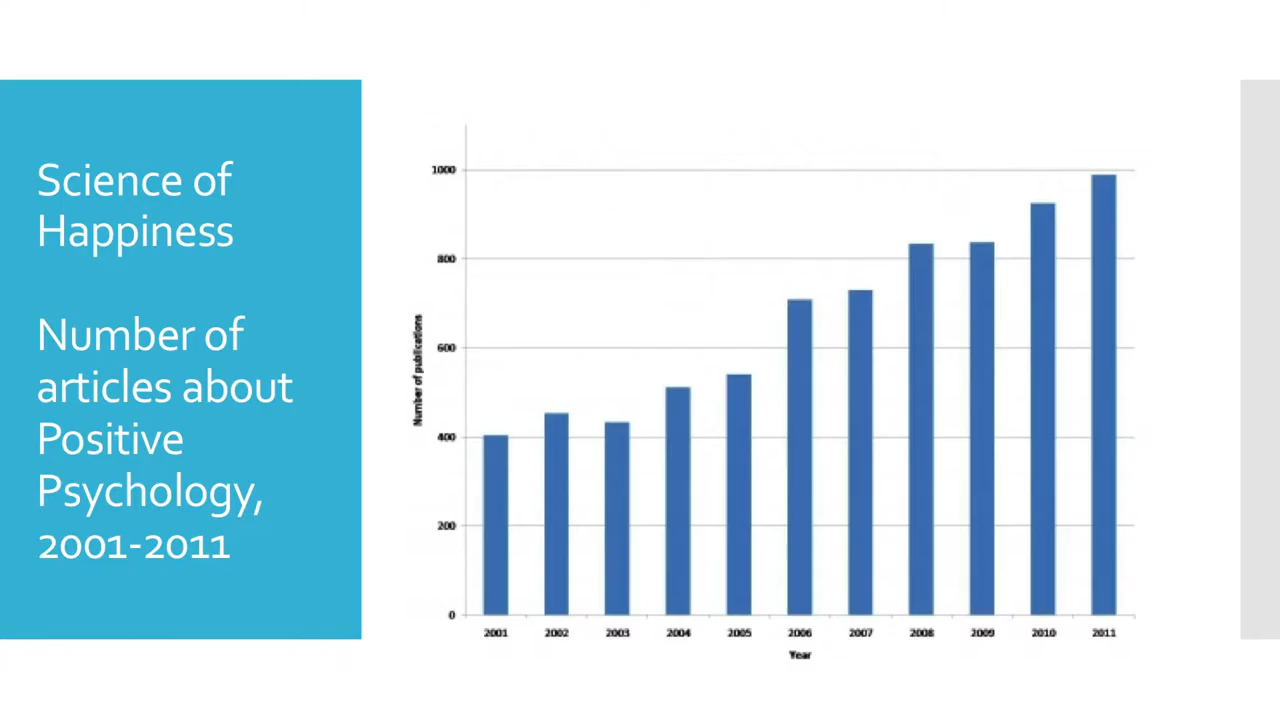 Science of
Happiness
Number of
articles about
Positive
Psychology,
2001-2011
Number of publications
1000
800
600
400
200
0
2001 2002 2003 2004 2005 2006 2007 2008 2009 2010 2011
Year